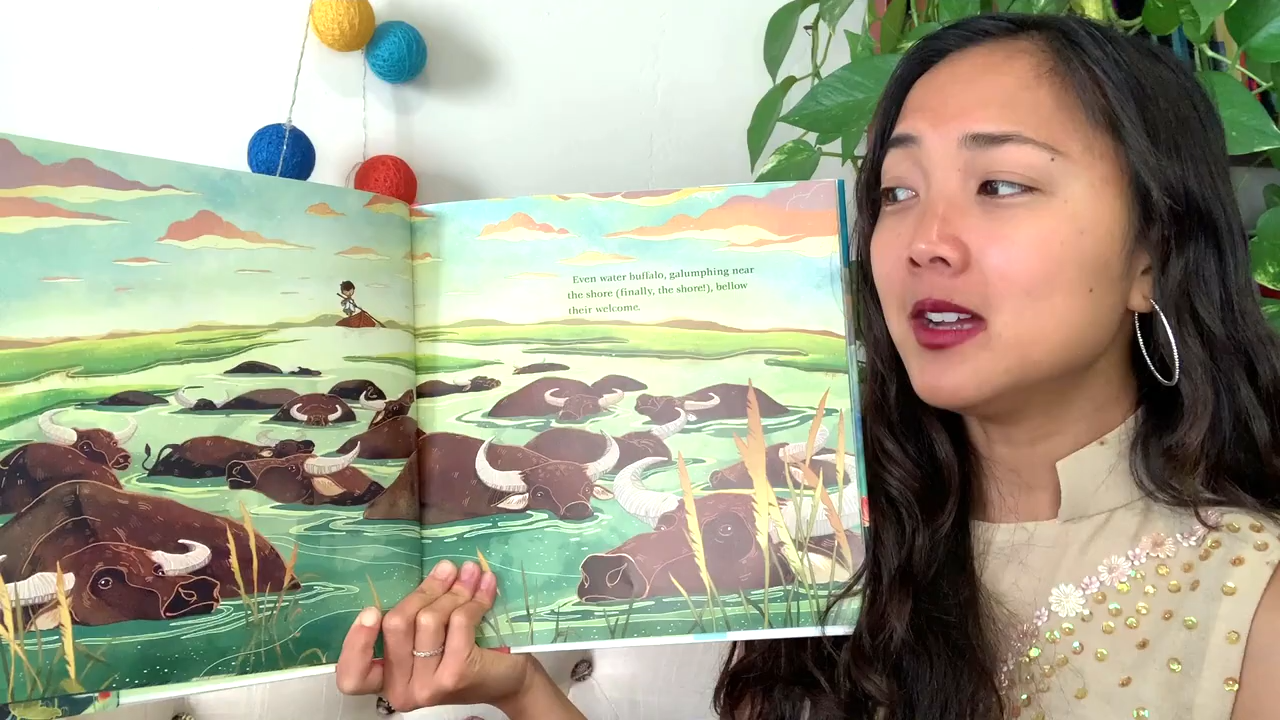 Even water buffalo, galumphing near
the shore (finally, the shore!), bellow
their welcome.